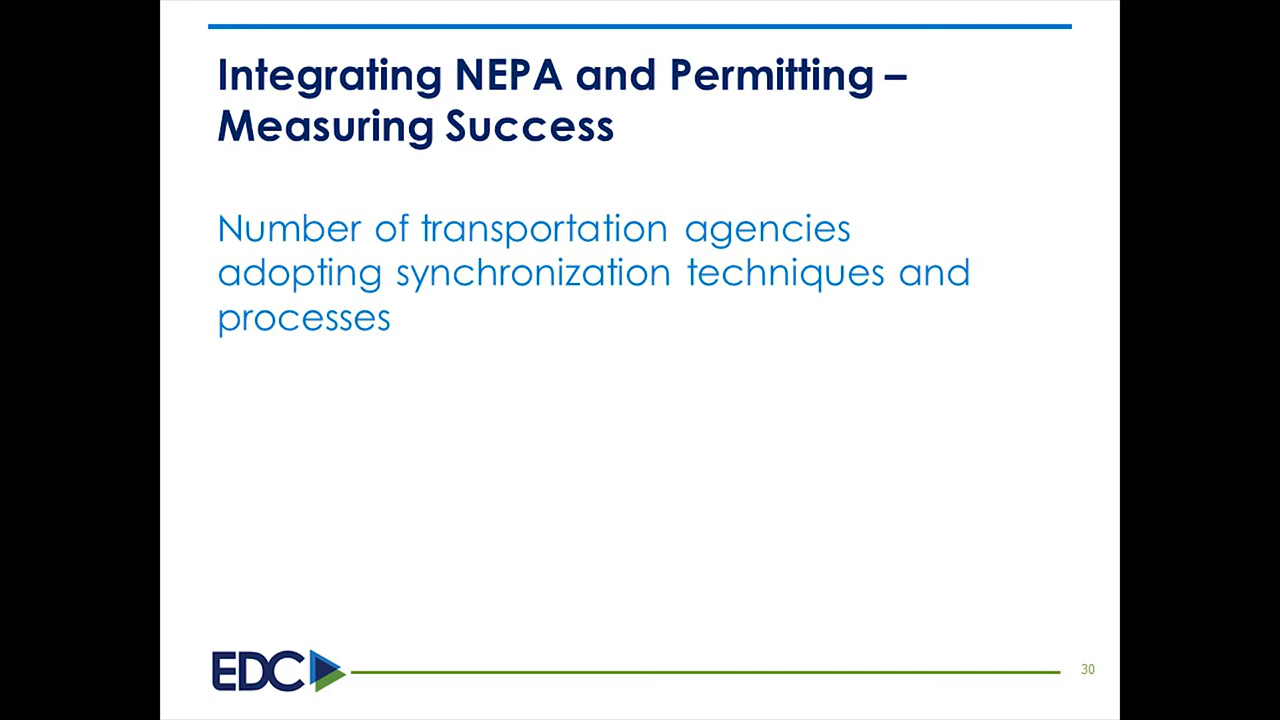 Integrating NEPA and Permitting –
Measuring Success
Number of transportation agencies
adopting synchronization techniques and
processes
EDC
30